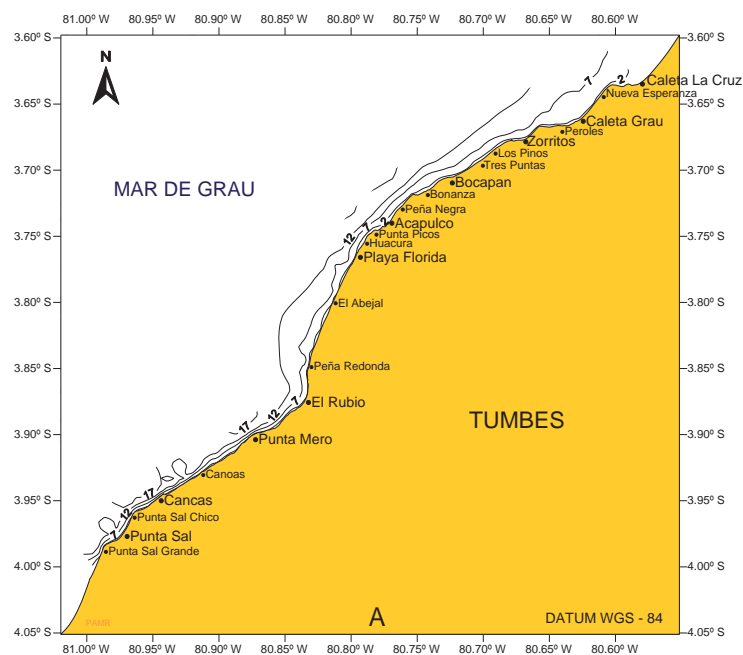 81.00º 80.95º 80.90º 80.85º 80.80º 80.75º 80.70º 80.65º 80.60º
3.60º S 3.60º S
N
7 2 Caleta La Cruz
Nueva Esperanza
3.65º S 3.65º S
Caleta Grau
Peroles
Zorritos
Los Pinos
Tres Puntas
3.70º S 3.70º S
MAR DE GRAU
Bocapan
Bonanza
Peña Negra
12 7 2 Acapulco
Punta Picos
3.75º S 3.75º S
Huacura
Playa Florida
3.80º S El Abejal 3.80º S
3.85º S Peña Redonda 3.85º S
17 12 7 El Rubio
TUMBES
3.90º S 3.90º S
Punta Mero
Canoas
17
3.95º S Cancas 3.95º S
12 Punta Sal Chico
7 Punta Sal
Punta Sal Grande
4.00º S 4.00º S
PAMR A DATUM WGS - 84
4.05º S 4.05º S
81.00º 80.95º 80.90º 80.85º 80.80º 80.75º 80.70º 80.65º 80.60º